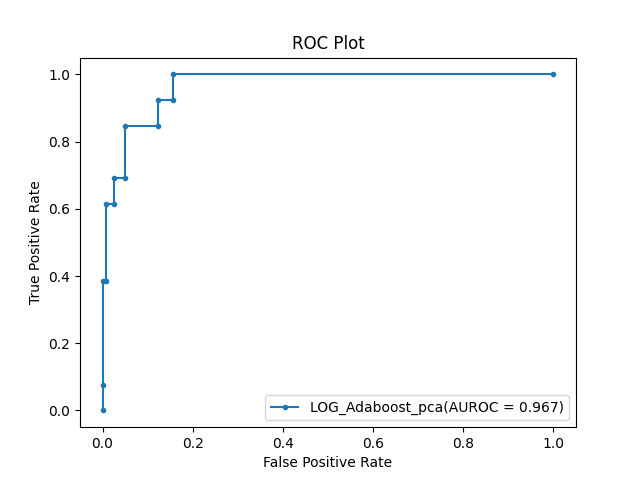 ROC Plot
1.0
0.8
0.6
0.4
0.2
0.0
True Positive Rate
LOG_Adaboost_pca(AUROC = 0.967)
0.0 0.2 0.4 0.6 0.8 1.0
False Positive Rate